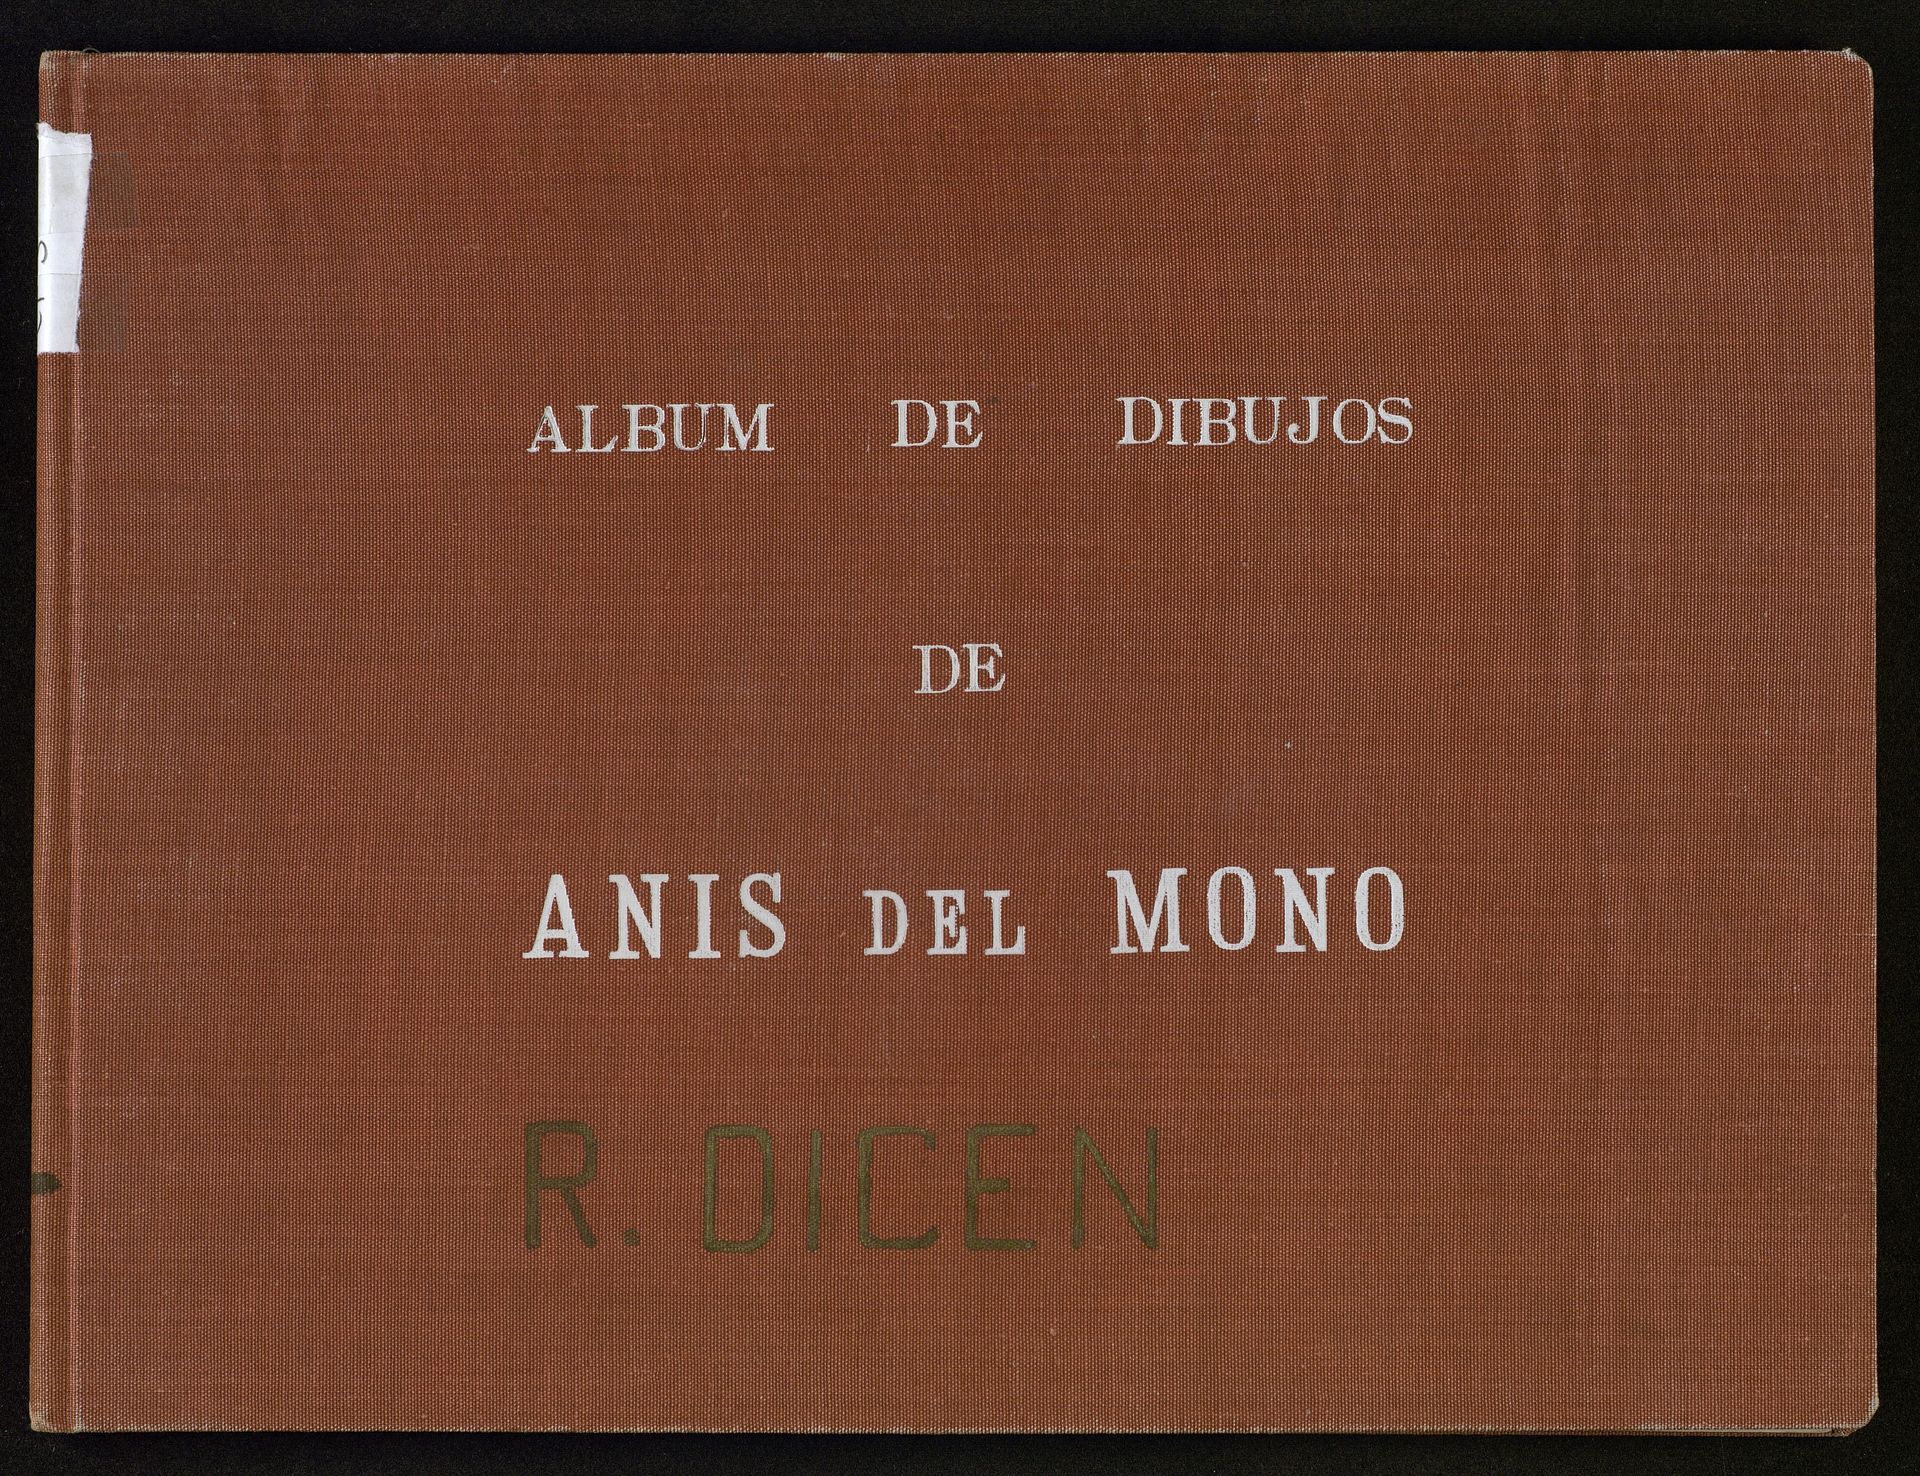 ALBUM DE DIBUJOS
DE
ANIS DEL MONO
R. DICEN